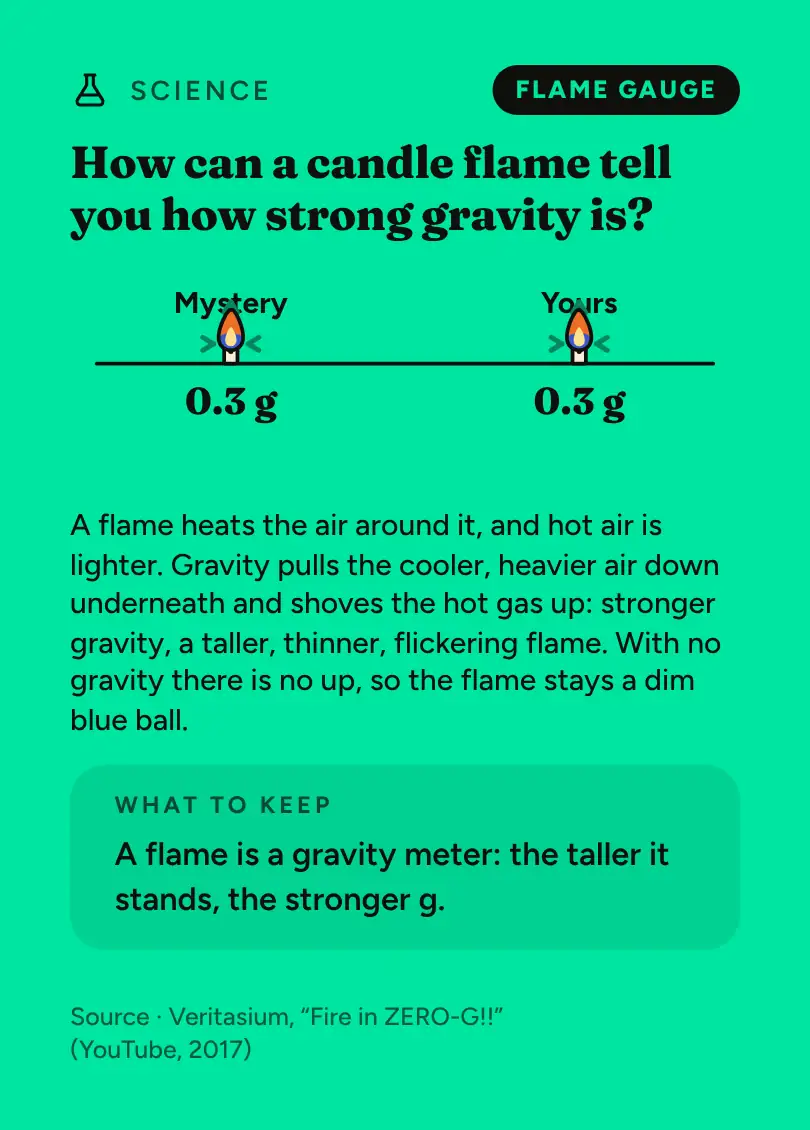 SCIENCE
FLAME GAUGE
How can a candle flame tell
you how strong gravity is?
Mystery
Yours
0.3 g
0.3 g
A flame heats the air around it, and hot air is
lighter. Gravity pulls the cooler, heavier air down
underneath and shoves the hot gas up: stronger
gravity, a taller, thinner, flickering flame. With no
gravity there is no up, so the flame stays a dim
blue ball.
WHAT TO KEEP
A flame is a gravity meter: the taller it
stands, the stronger g.
Source · Veritasium, “Fire in ZERO-G!!”
(YouTube, 2017)